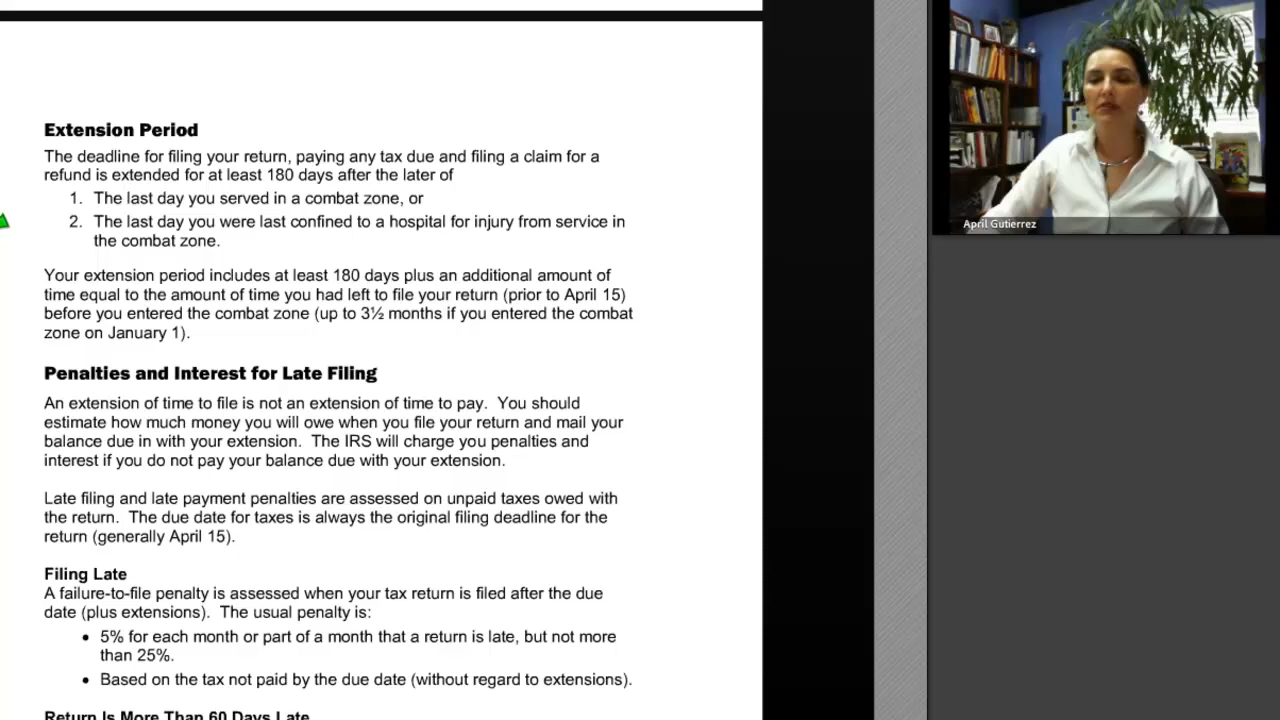 Extension Period
The deadline for filing your return, paying any tax due and filing a claim for a
refund is extended for at least 180 days after the later of
1. The last day you served in a combat zone, or
2. The last day you were last confined to a hospital for injury from service in
the combat zone.
Your extension period includes at least 180 days plus an additional amount of
time equal to the amount of time you had left to file your return (prior to April 15)
before you entered the combat zone (up to 3½ months if you entered the combat
zone on January 1).
Penalties and Interest for Late Filing
An extension of time to file is not an extension of time to pay. You should
estimate how much money you will owe when you file your return and mail your
balance due in with your extension. The IRS will charge you penalties and
interest if you do not pay your balance due with your extension.
Late filing and late payment penalties are assessed on unpaid taxes owed with
the return. The due date for taxes is always the original filing deadline for the
return (generally April 15).
Filing Late
A failure-to-file penalty is assessed when your tax return is filed after the due
date (plus extensions). The usual penalty is:
• 5% for each month or part of a month that a return is late, but not more
than 25%.
• Based on the tax not paid by the due date (without regard to extensions).
Return Is More Than 60 Days Late
April Gutierrez